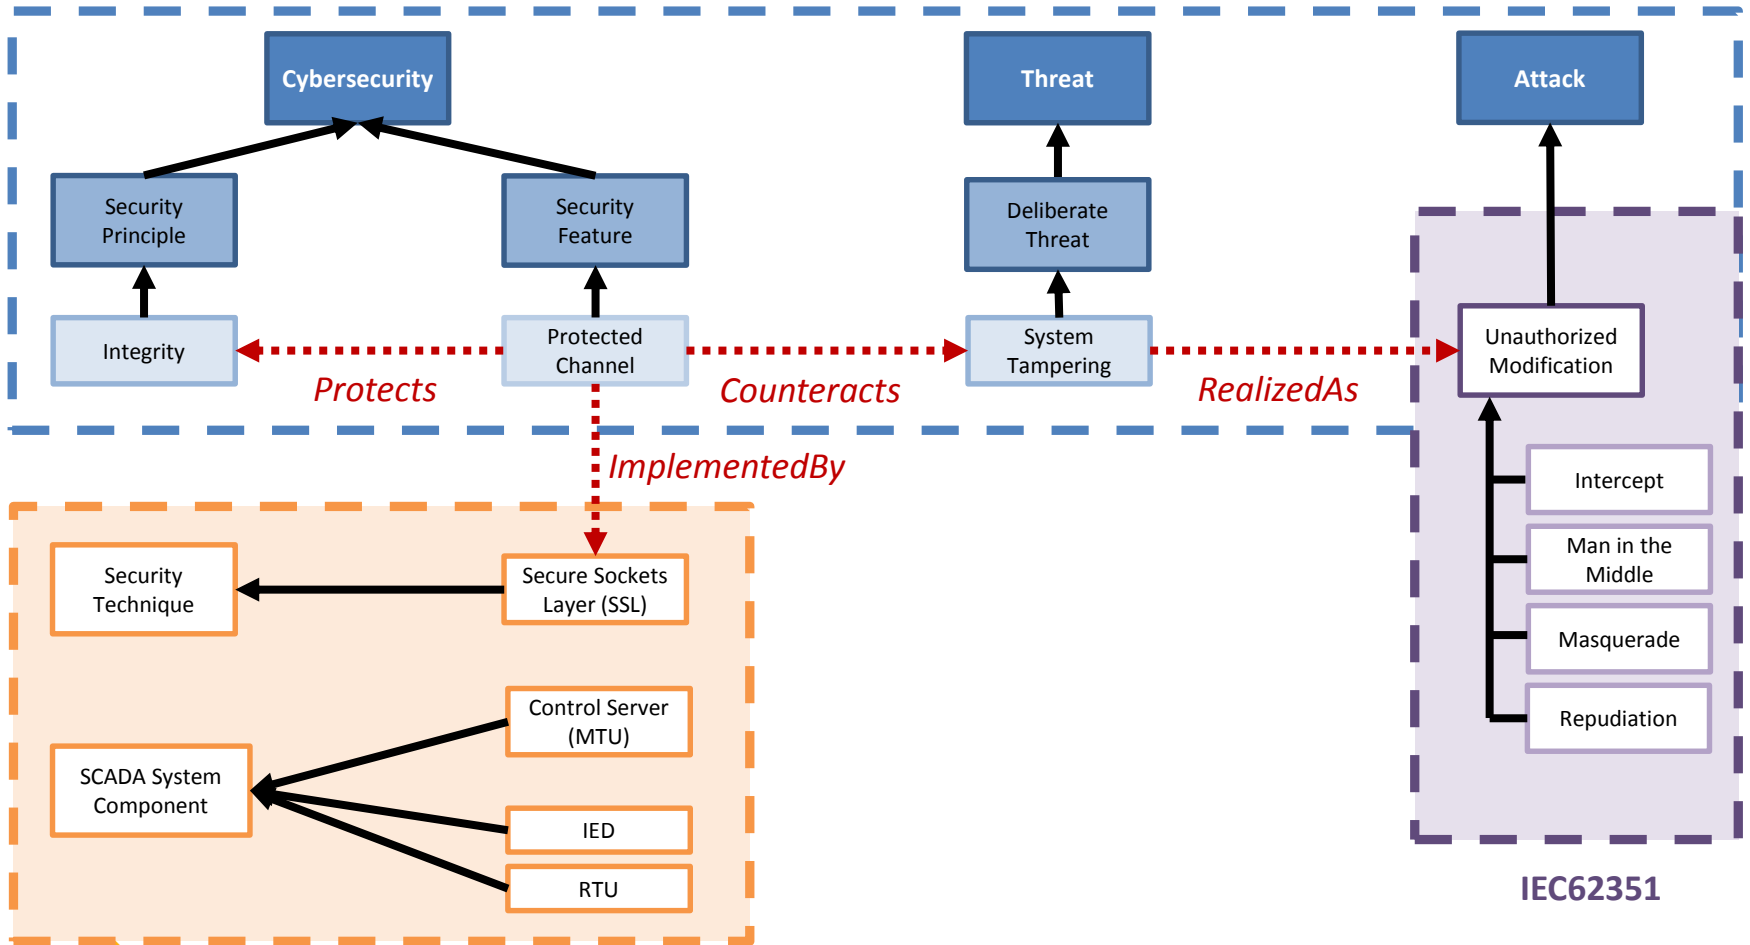 Cybersecurity
Threat
Attack
Security
Principle
Security
Feature
Deliberate
Threat
Integrity
Protected
Channel
System
Tampering
Unauthorized
Modification
Protects
Counteracts
RealizedAs
ImplementedBy
Intercept
Man in the
Middle
Masquerade
Repudiation
IEC62351
Security
Technique
Secure Sockets
Layer (SSL)
SCADA System
Component
Control Server
(MTU)
IED
RTU